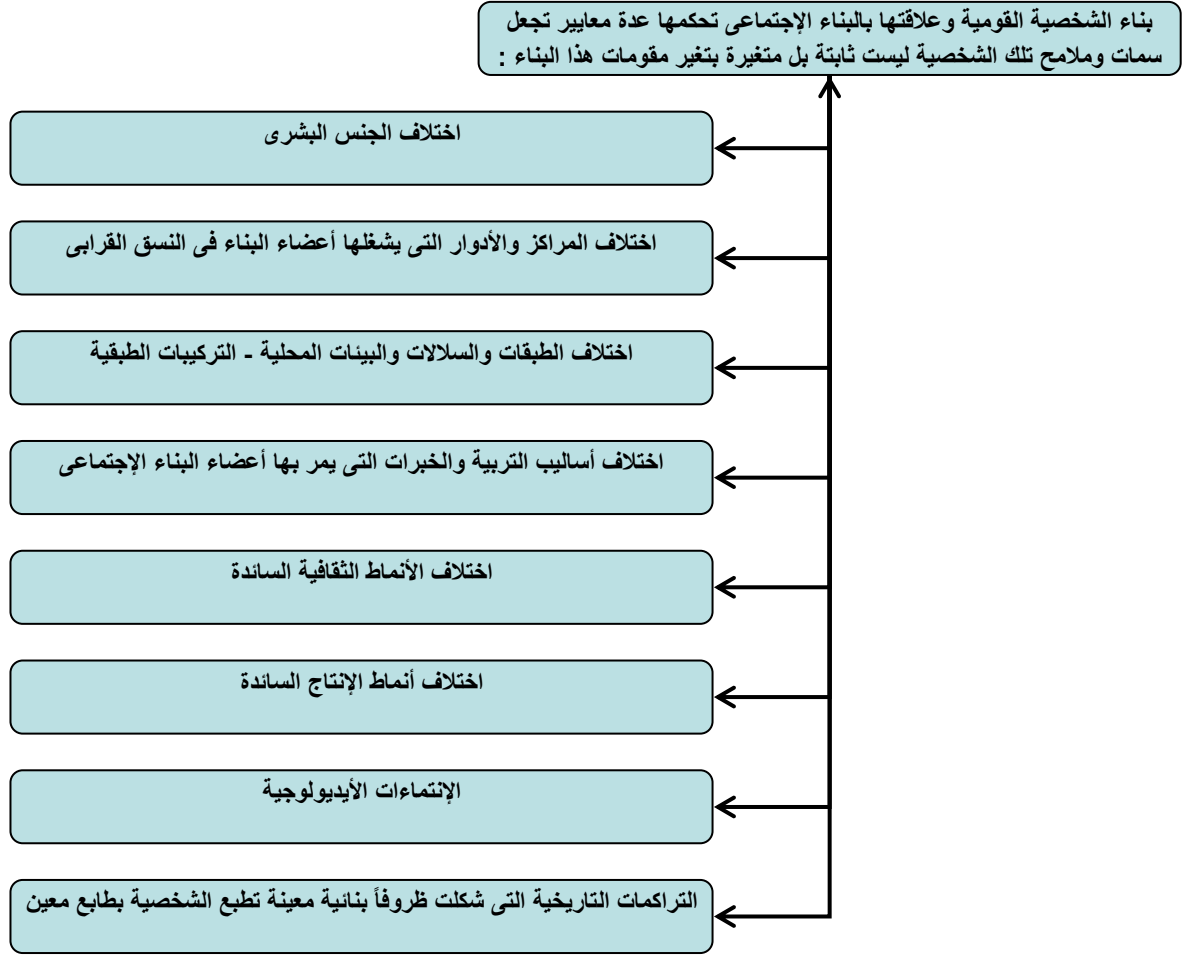 بناء الشخصية القومية وعلاقتها بالبناء الإجتماعى تحكمها عدة معايير تجعل
سمات وملامح تلك الشخصية ليست ثابتة بل متغيرة بتغير مقومات هذا البناء :
اختلاف الجنس البشرى
اختلاف المراكز والأدوار التى يشغلها أعضاء البناء فى النسق القرابى
اختلاف الطبقات والسلالات والبيئات المحلية - التركيبات الطبقية
اختلاف أساليب التربية والخبرات التى يمر بها أعضاء البناء الإجتماعى
اختلاف الأنماط الثقافية السائدة
اختلاف أنماط الإنتاج السائدة
الإنتماءات الأيديولوجية
التراكمات التاريخية التى شكلت ظروفاً بنائية معينة تطبع الشخصية بطابع معين